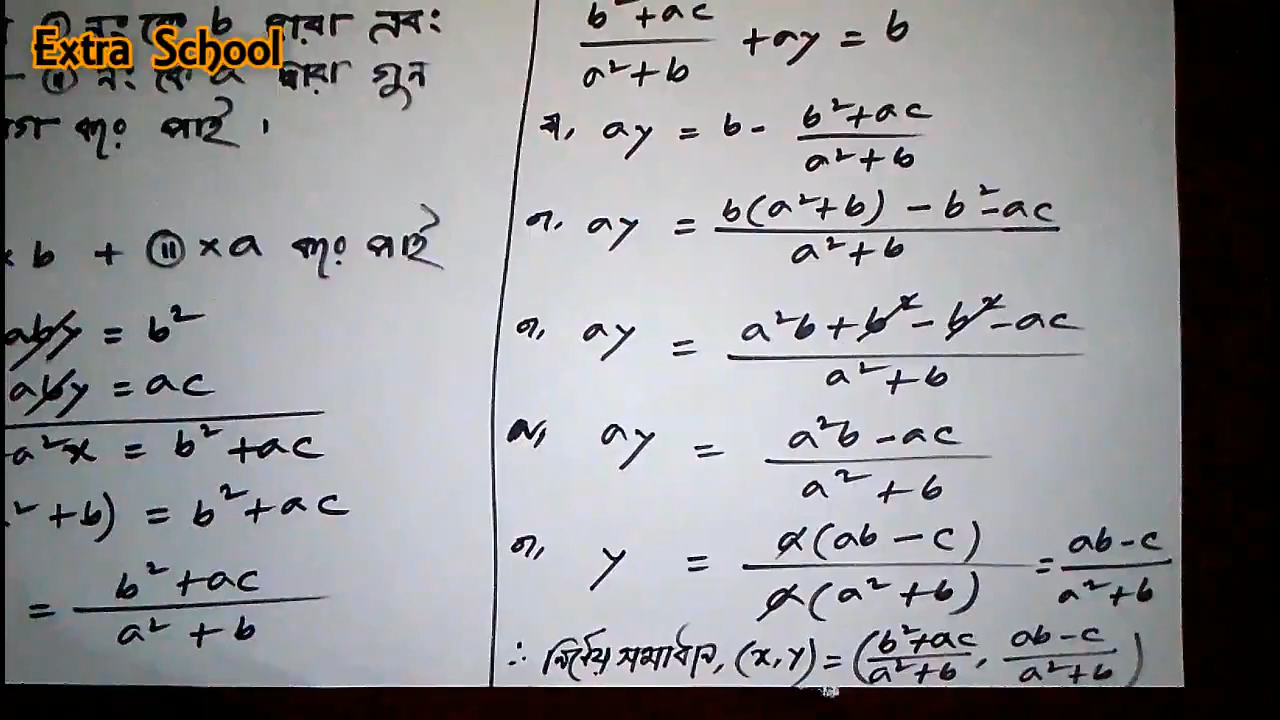 Extra School
নং কে b দ্বারা এবং
– ⓘⓘ নং কে a দ্বারা গুন
পাই ।
× b + ⓘⓘ × a পাই
aby = b²
aby = ac
a²x = b² + ac
² + b) = b² + ac
= (b² + ac)/(a² + b)
(b² + ac)/(a² + b) + ay = b
বা, ay = b - (b² + ac)/(a² + b)
বা, ay = (b(a² + b) - b² - ac)/(a² + b)
বা, ay = (a²b + b² - b² - ac)/(a² + b)
বা, ay = (a²b - ac)/(a² + b)
বা, y = a(ab - c)/a(a² + b) = (ab - c)/(a² + b)
∴ নির্ণেয় সমাধান, (x, y) = ((b² + ac)/(a² + b), (ab - c)/(a² + b))